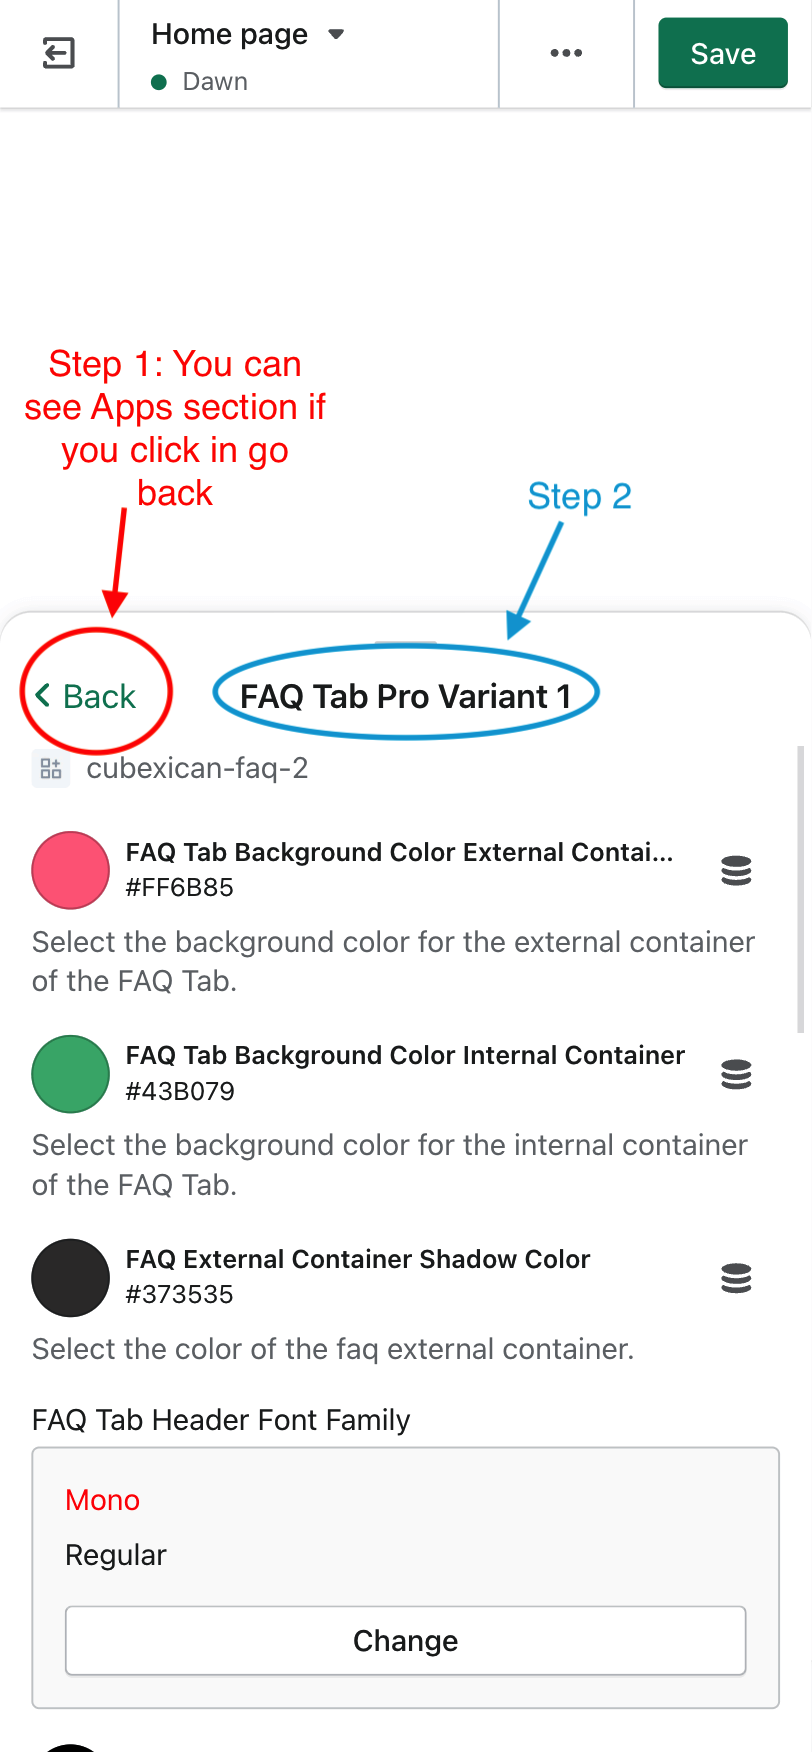 Home page
Dawn
Save
Step 1: You can
see Apps section if
you click in go
back
Step 2
Back
FAQ Tab Pro Variant 1
cubexican-faq-2
FAQ Tab Background Color External Contai...
#FF6B85
Select the background color for the external container
of the FAQ Tab.
FAQ Tab Background Color Internal Container
#43B079
Select the background color for the internal container
of the FAQ Tab.
FAQ External Container Shadow Color
#373535
Select the color of the faq external container.
FAQ Tab Header Font Family
Mono
Regular
Change